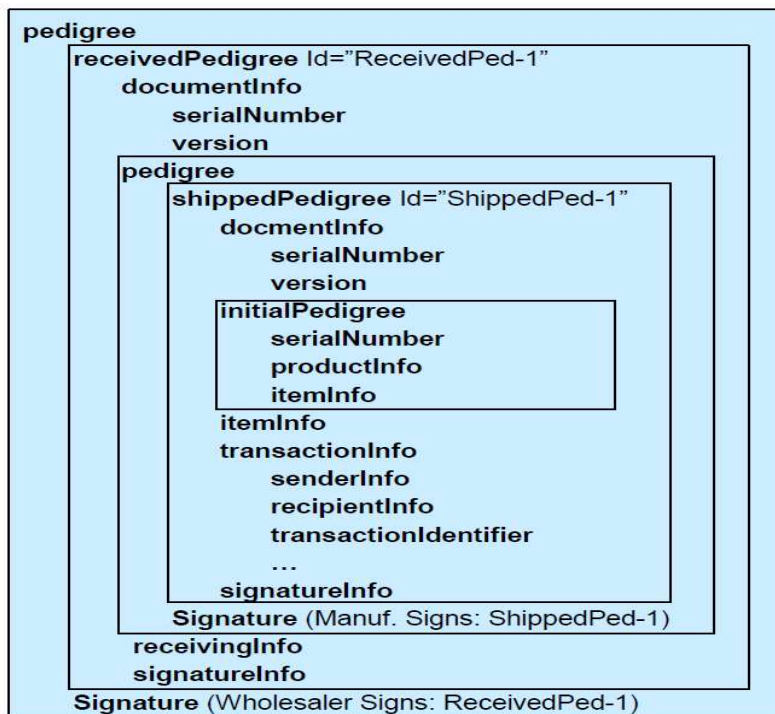 pedigree
receivedPedigree Id=”ReceivedPed-1”
documentInfo
serialNumber
version
pedigree
shippedPedigree Id=”ShippedPed-1”
docmentInfo
serialNumber
version
initialPedigree
serialNumber
productInfo
itemInfo
itemInfo
transactionInfo
senderInfo
recipientInfo
transactionIdentifier
…
signatureInfo
Signature (Manuf. Signs: ShippedPed-1)
receivingInfo
signatureInfo
Signature (Wholesaler Signs: ReceivedPed-1)